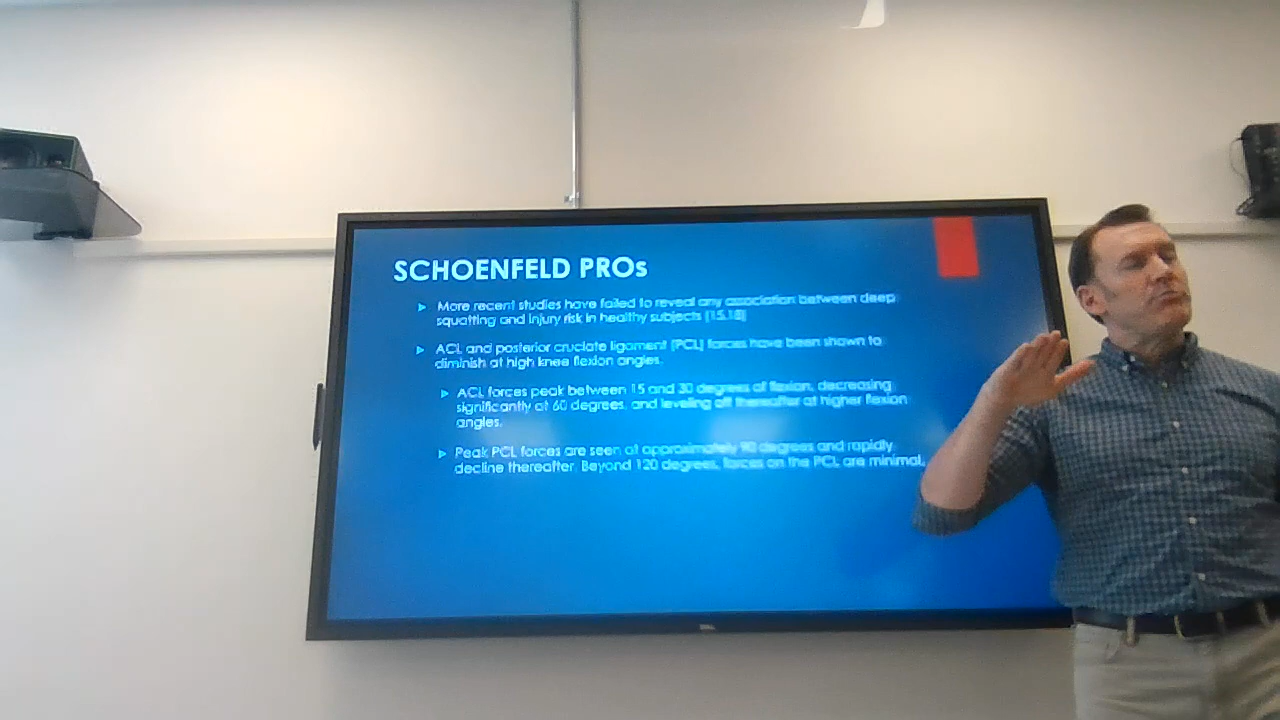 SCHOENFELD PROs
More recent studies have failed to reveal any association between deep
squatting and injury risk in healthy subjects (15,18)
ACL and posterior cruciate ligament (PCL) forces have been shown to
diminish at high knee flexion angles.
ACL forces peak between 15 and 30 degrees of flexion, decreasing
significantly at 60 degrees, and leveling off thereafter at higher flexion
angles.
Peak PCL forces are seen at approximately 90 degrees and rapidly
decline thereafter. Beyond 120 degrees, forces on the PCL are minimal.
DELL